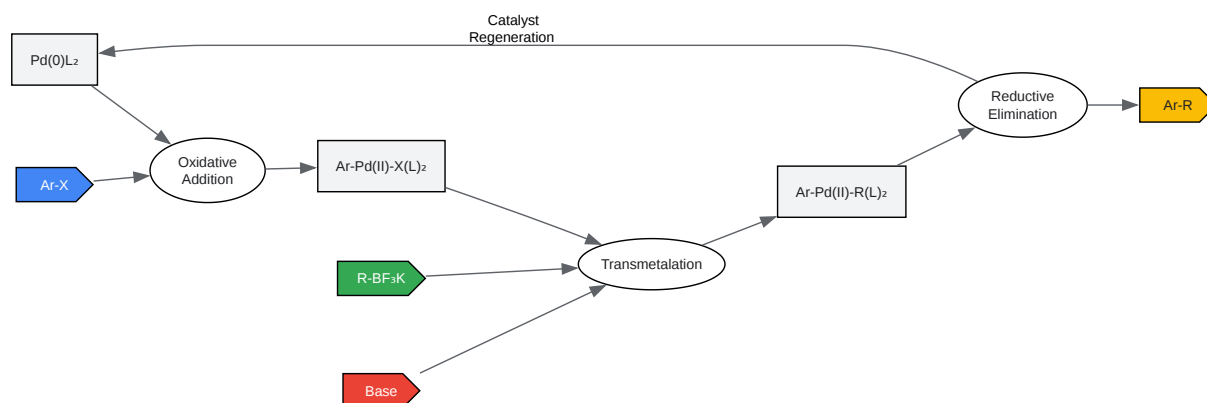 Catalyst
Regeneration
Pd(0)L₂
Reductive
Elimination
Ar-R
Oxidative
Addition
Ar-Pd(II)-X(L)₂
Ar-X
Ar-Pd(II)-R(L)₂
Transmetalation
R-BF₃K
Base